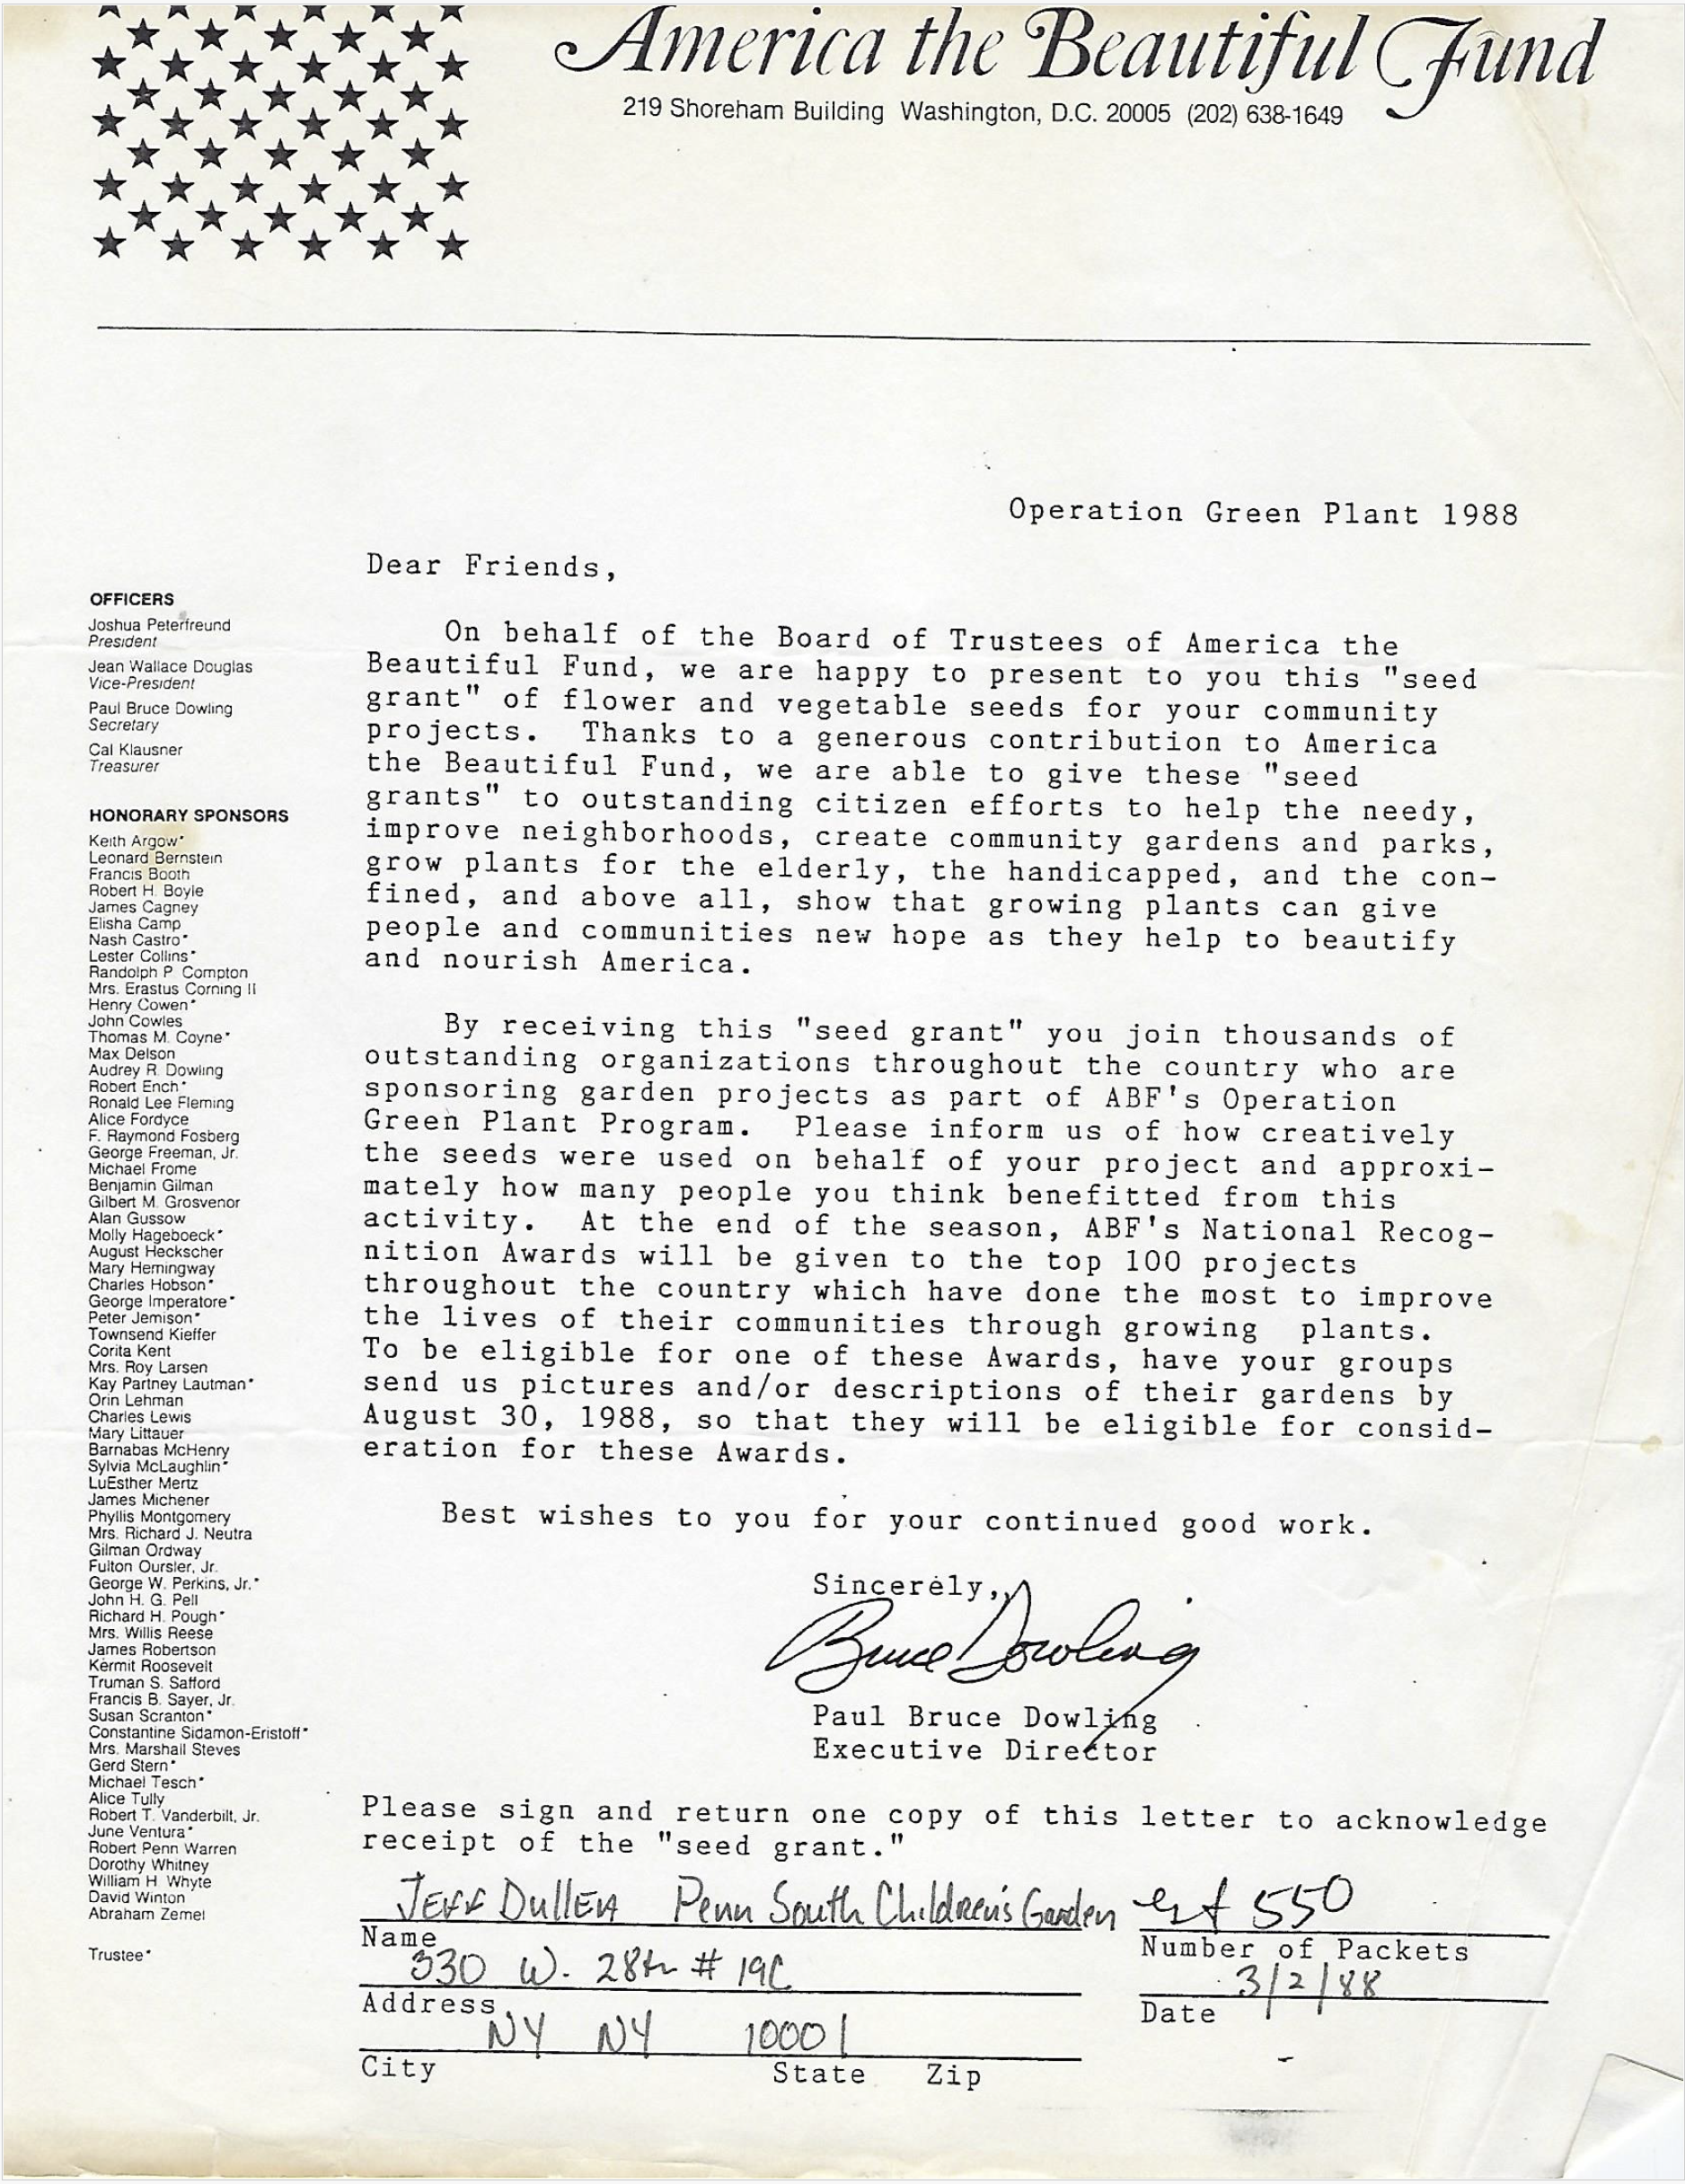 America the Beautiful Fund
219 Shoreham Building Washington, D.C. 20005 (202) 638-1649
Operation Green Plant 1988
Dear Friends,
On behalf of the Board of Trustees of America the
Beautiful Fund, we are happy to present to you this "seed
grant" of flower and vegetable seeds for your community
projects. Thanks to a generous contribution to America
the Beautiful Fund, we are able to give these "seed
grants" to outstanding citizen efforts to help the needy,
improve neighborhoods, create community gardens and parks,
grow plants for the elderly, the handicapped, and the con-
fined, and above all, show that growing plants can give
people and communities new hope as they help to beautify
and nourish America.
By receiving this "seed grant" you join thousands of
outstanding organizations throughout the country who are
sponsoring garden projects as part of ABF's Operation
Green Plant Program. Please inform us of how creatively
the seeds were used on behalf of your project and approxi-
mately how many people you think benefitted from this
activity. At the end of the season, ABF's National Recog-
nition Awards will be given to the top 100 projects
throughout the country which have done the most to improve
the lives of their communities through growing plants.
To be eligible for one of these Awards, have your groups
send us pictures and/or descriptions of their gardens by
August 30, 1988, so that they will be eligible for consid-
eration for these Awards.
Best wishes to you for your continued good work.
Sincerely,
Bruce Dowling
Paul Bruce Dowling
Executive Director
Please sign and return one copy of this letter to acknowledge
receipt of the "seed grant."
Jeff Dullea Penn South Children's Garden est 550
Name Number of Packets
330 W. 28th # 19C 3/2/88
Address Date
NY NY 10001
City State Zip
OFFICERS
Joshua Peterfreund
President
Jean Wallace Douglas
Vice-President
Paul Bruce Dowling
Secretary
Cal Klausner
Treasurer
HONORARY SPONSORS
Keith Argow*
Leonard Bernstein
Francis Booth
Robert H. Boyle
James Cagney
Elisha Camp
Nash Castro*
Lester Collins*
Randolph P. Compton
Mrs. Erastus Corning II
Henry Cowen*
John Cowles
Thomas M. Coyne*
Max Delson
Audrey R. Dowling
Robert Ench*
Ronald Lee Fleming
Alice Fordyce
F. Raymond Fosberg
George Freeman, Jr.
Michael Frome
Benjamin Gilman
Gilbert M. Grosvenor
Alan Gussow
Molly Hageboeck*
August Heckscher
Mary Hemingway
Charles Hobson*
George Imperatore*
Peter Jemison*
Townsend Kieffer
Corita Kent
Mrs. Roy Larsen
Kay Partney Lautman*
Orin Lehman
Charles Lewis
Mary Littauer
Barnabas McHenry
Sylvia McLaughlin*
LuEsther Mertz
James Michener
Phyllis Montgomery
Mrs. Richard J. Neutra
Gilman Ordway
Fulton Oursler, Jr.
George W. Perkins, Jr.*
John H. G. Pell
Richard H. Pough*
Mrs. Willis Reese
James Robertson
Kermit Roosevelt
Truman S. Safford
Francis B. Sayer, Jr.
Susan Scranton*
Constantine Sidamon-Eristoff*
Mrs. Marshall Steves
Gerd Stern*
Michael Tesch*
Alice Tully
Robert T. Vanderbilt, Jr.
June Ventura*
Robert Penn Warren
Dorothy Whitney
William H. Whyte
David Winton
Abraham Zemel
Trustee*